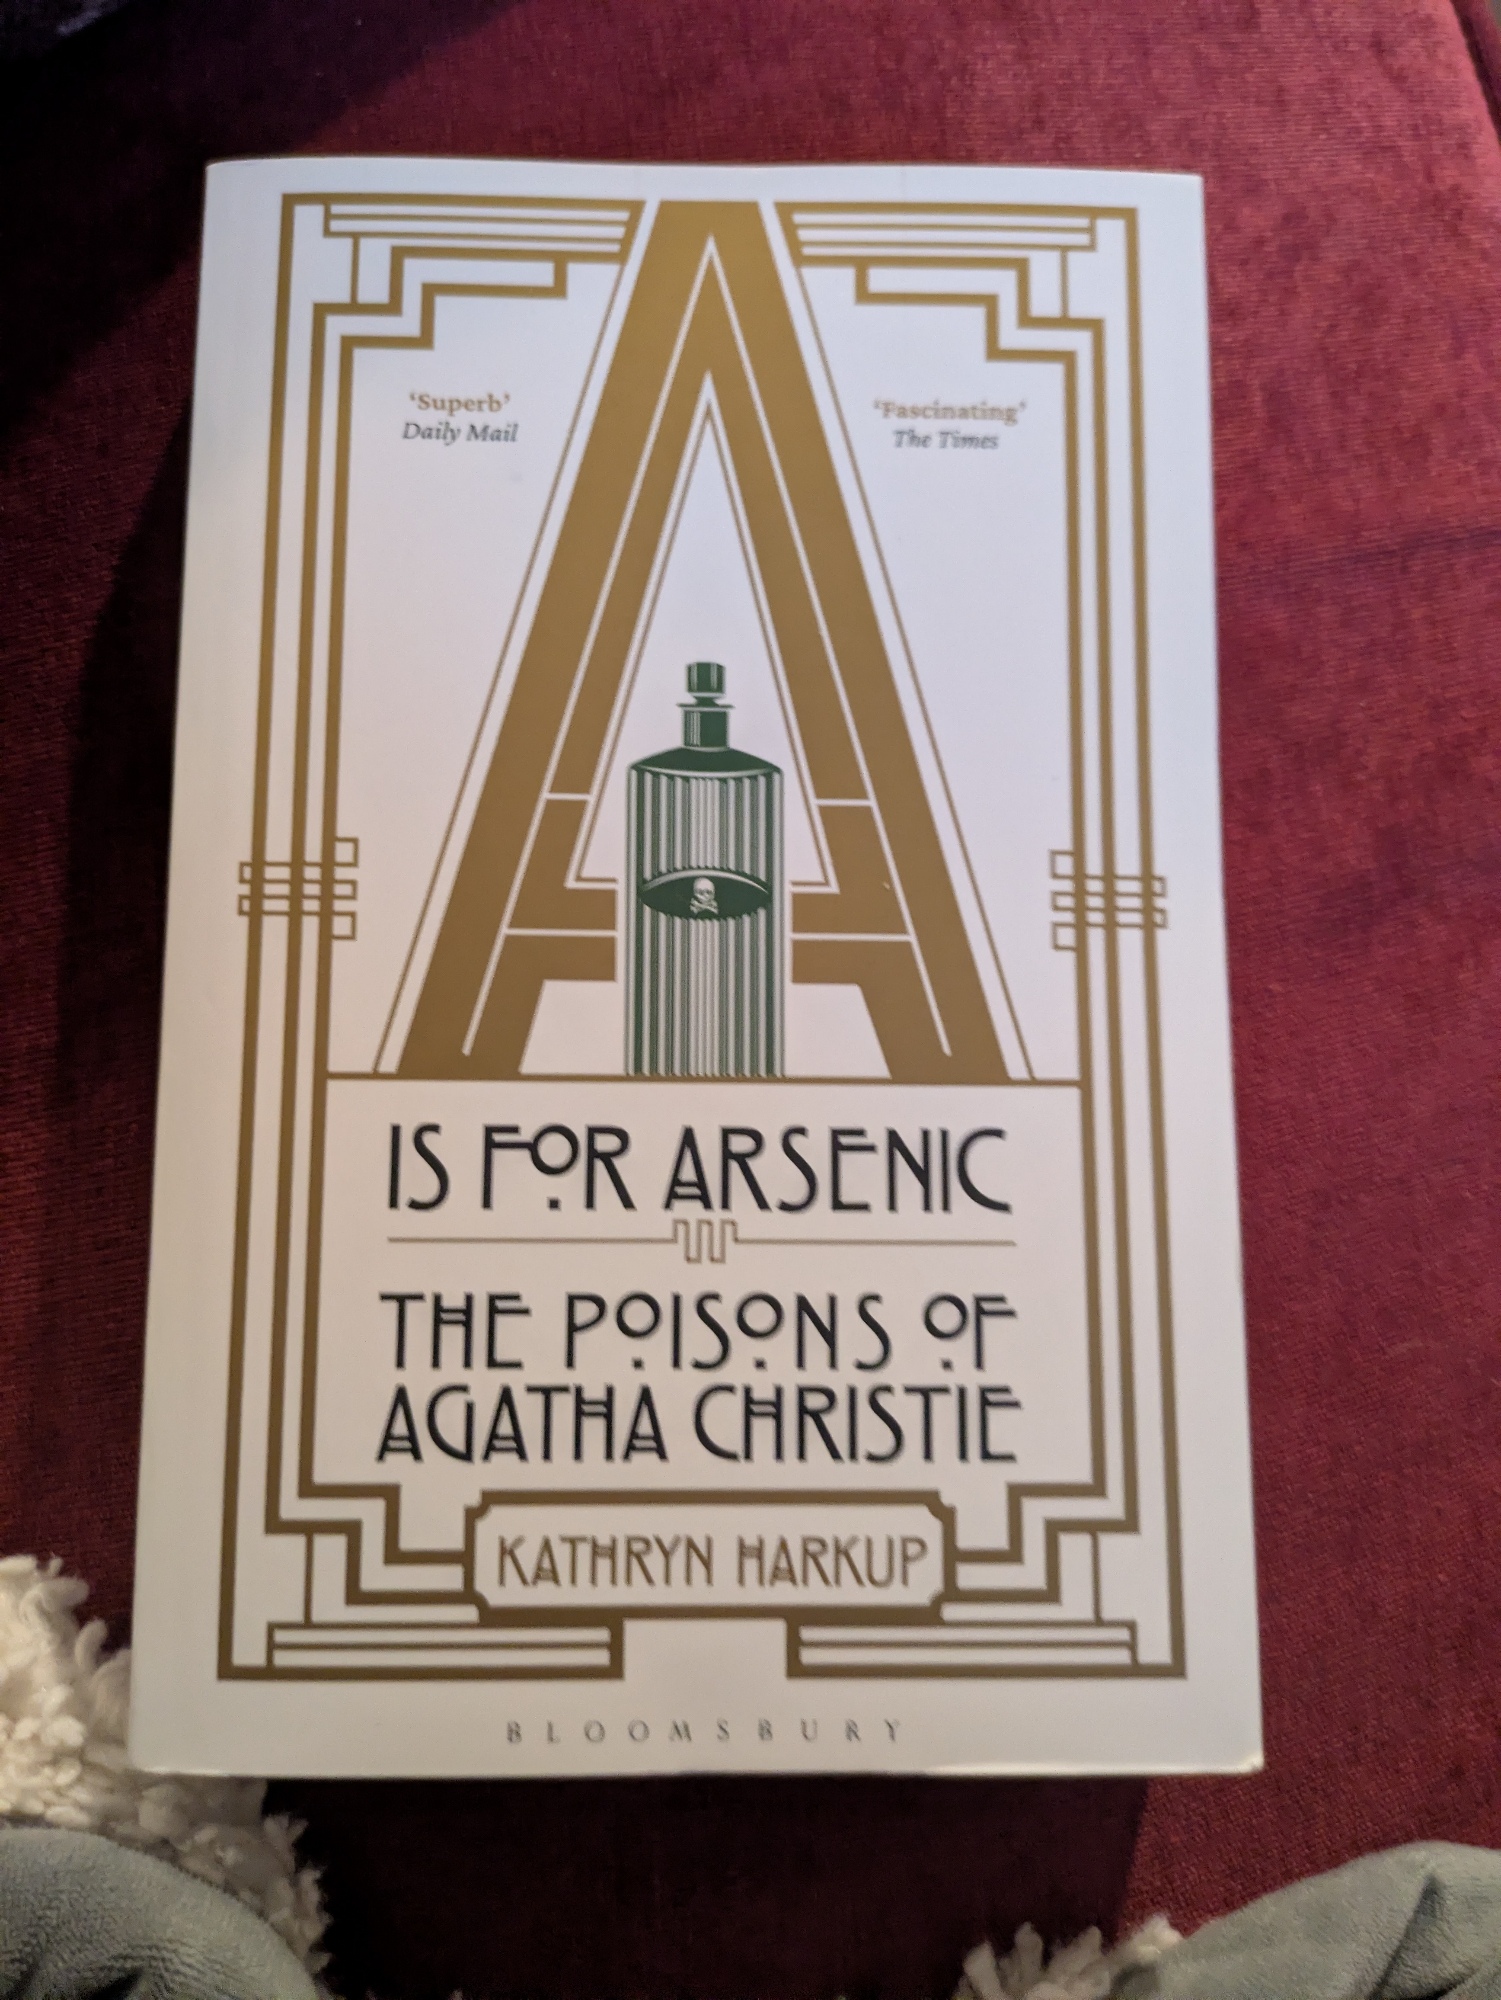 ‘Superb’
Daily Mail
‘Fascinating’
The Times
A
IS FOR ARSENIC
THE POISONS OF
AGATHA CHRISTIE
KATHRYN HARKUP
BLOOMSBURY